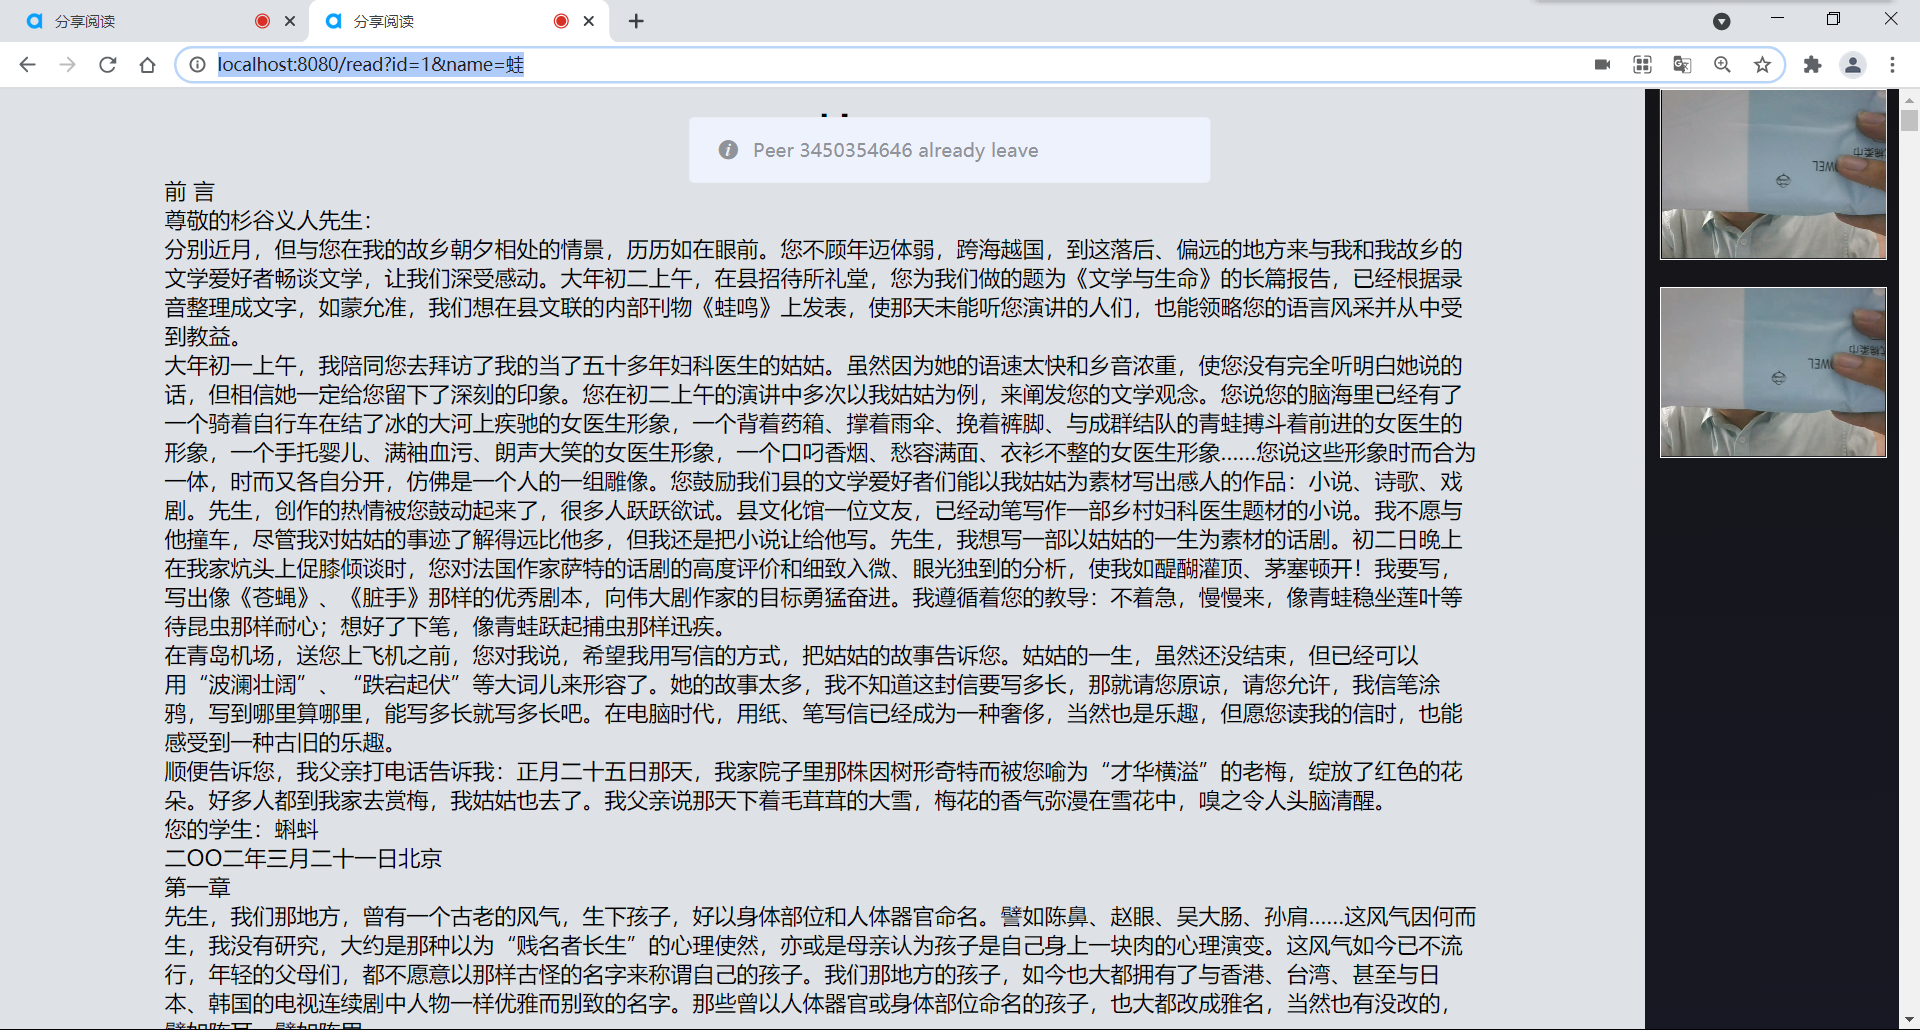 分享阅读
分享阅读
localhost:8080/read?id=1&name=蛙
Peer 3450354646 already leave
前 言
尊敬的杉谷义人先生：
分别近月，但与您在我的故乡朝夕相处的情景，历历如在眼前。您不顾年迈体弱，跨海越国，到这落后、偏远的地方来与我和我故乡的
文学爱好者畅谈文学，让我们深受感动。大年初二上午，在县招待所礼堂，您为我们做的题为《文学与生命》的长篇报告，已经根据录
音整理成文字，如蒙允准，我们想在县文联的内部刊物《蛙鸣》上发表，使那天未能听您演讲的人们，也能领略您的语言风采并从中受
到教益。
大年初一上午，我陪同您去拜访了我的当了五十多年妇科医生的姑姑。虽然因为她的语速太快和乡音浓重，使您没有完全听明白她说的
话，但相信她一定给您留下了深刻的印象。您在初二上午的演讲中多次以我姑姑为例，来阐发您的文学观念。您说您的脑海里已经有了
一个骑着自行车在结了冰的大河上疾驰的女医生形象，一个背着药箱、撑着雨伞、挽着裤脚、与成群结队的青蛙搏斗着前进的女医生的
形象，一个手托婴儿、满袖血污、朗声大笑的女医生形象，一个口叼香烟、愁容满面、衣衫不整的女医生形象……您说这些形象时而合为
一体，时而又各自分开，仿佛是一个人的一组雕像。您鼓励我们县的文学爱好者们能以我姑姑为素材写出感人的作品：小说、诗歌、戏
剧。先生，创作的热情被您鼓动起来了，很多人跃跃欲试。县文化馆一位文友，已经动笔写作一部乡村妇科医生题材的小说。我不愿与
他撞车，尽管我对姑姑的事迹了解得远比他多，但我还是把小说让给他写。先生，我想写一部以姑姑的一生为素材的话剧。初二日晚上
在我家炕头上促膝倾谈时，您对法国作家萨特的话剧的高度评价和细致入微、眼光独到的分析，使我如醍醐灌顶、茅塞顿开！我要写，
写出像《苍蝇》、《脏手》那样的优秀剧本，向伟大剧作家的目标勇猛奋进。我遵循着您的教导：不着急，慢慢来，像青蛙稳坐莲叶等
待昆虫那样耐心；想好了下笔，像青蛙跃起捕虫那样迅疾。
在青岛机场，送您上飞机之前，您对我说，希望我用写信的方式，把姑姑的故事告诉您。姑姑的一生，虽然还没结束，但已经可以
用“波澜壮阔”、“跌宕起伏”等大词儿来形容了。她的故事太多，我不知道这封信要写多长，那就请您原谅，请您允许，我信笔涂
鸦，写到哪里算哪里，能写多长就写多长吧。在电脑时代，用纸、笔写信已经成为一种奢侈，当然也是乐趣，但愿您读我的信时，也能
感受到一种古旧的乐趣。
顺便告诉您，我父亲打电话告诉我：正月二十五日那天，我家院子里那株因树形奇特而被您喻为“才华横溢”的老梅，绽放了红色的花
朵。好多人都到我家去赏梅，我姑姑也去了。我父亲说那天下着毛茸茸的大雪，梅花的香气弥漫在雪花中，嗅之令人头脑清醒。
您的学生：蝌蚪
二OO二年三月二十一日北京
第一章
先生，我们那地方，曾有一个古老的风气，生下孩子，好以身体部位和人体器官命名。譬如陈鼻、赵眼、吴大肠、孙肩……这风气因何而
生，我没有研究，大约是那种以为“贱名者长生”的心理使然，亦或是母亲认为孩子是自己身上一块肉的心理演变。这风气如今已不流
行，年轻的父母们，都不愿意以那样古怪的名字来称谓自己的孩子。我们那地方的孩子，如今也大都拥有了与香港、台湾、甚至与日
本、韩国的电视连续剧中人物一样优雅而别致的名字。那些曾以人体器官或身体部位命名的孩子，也大都改成雅名，当然也有没改的，